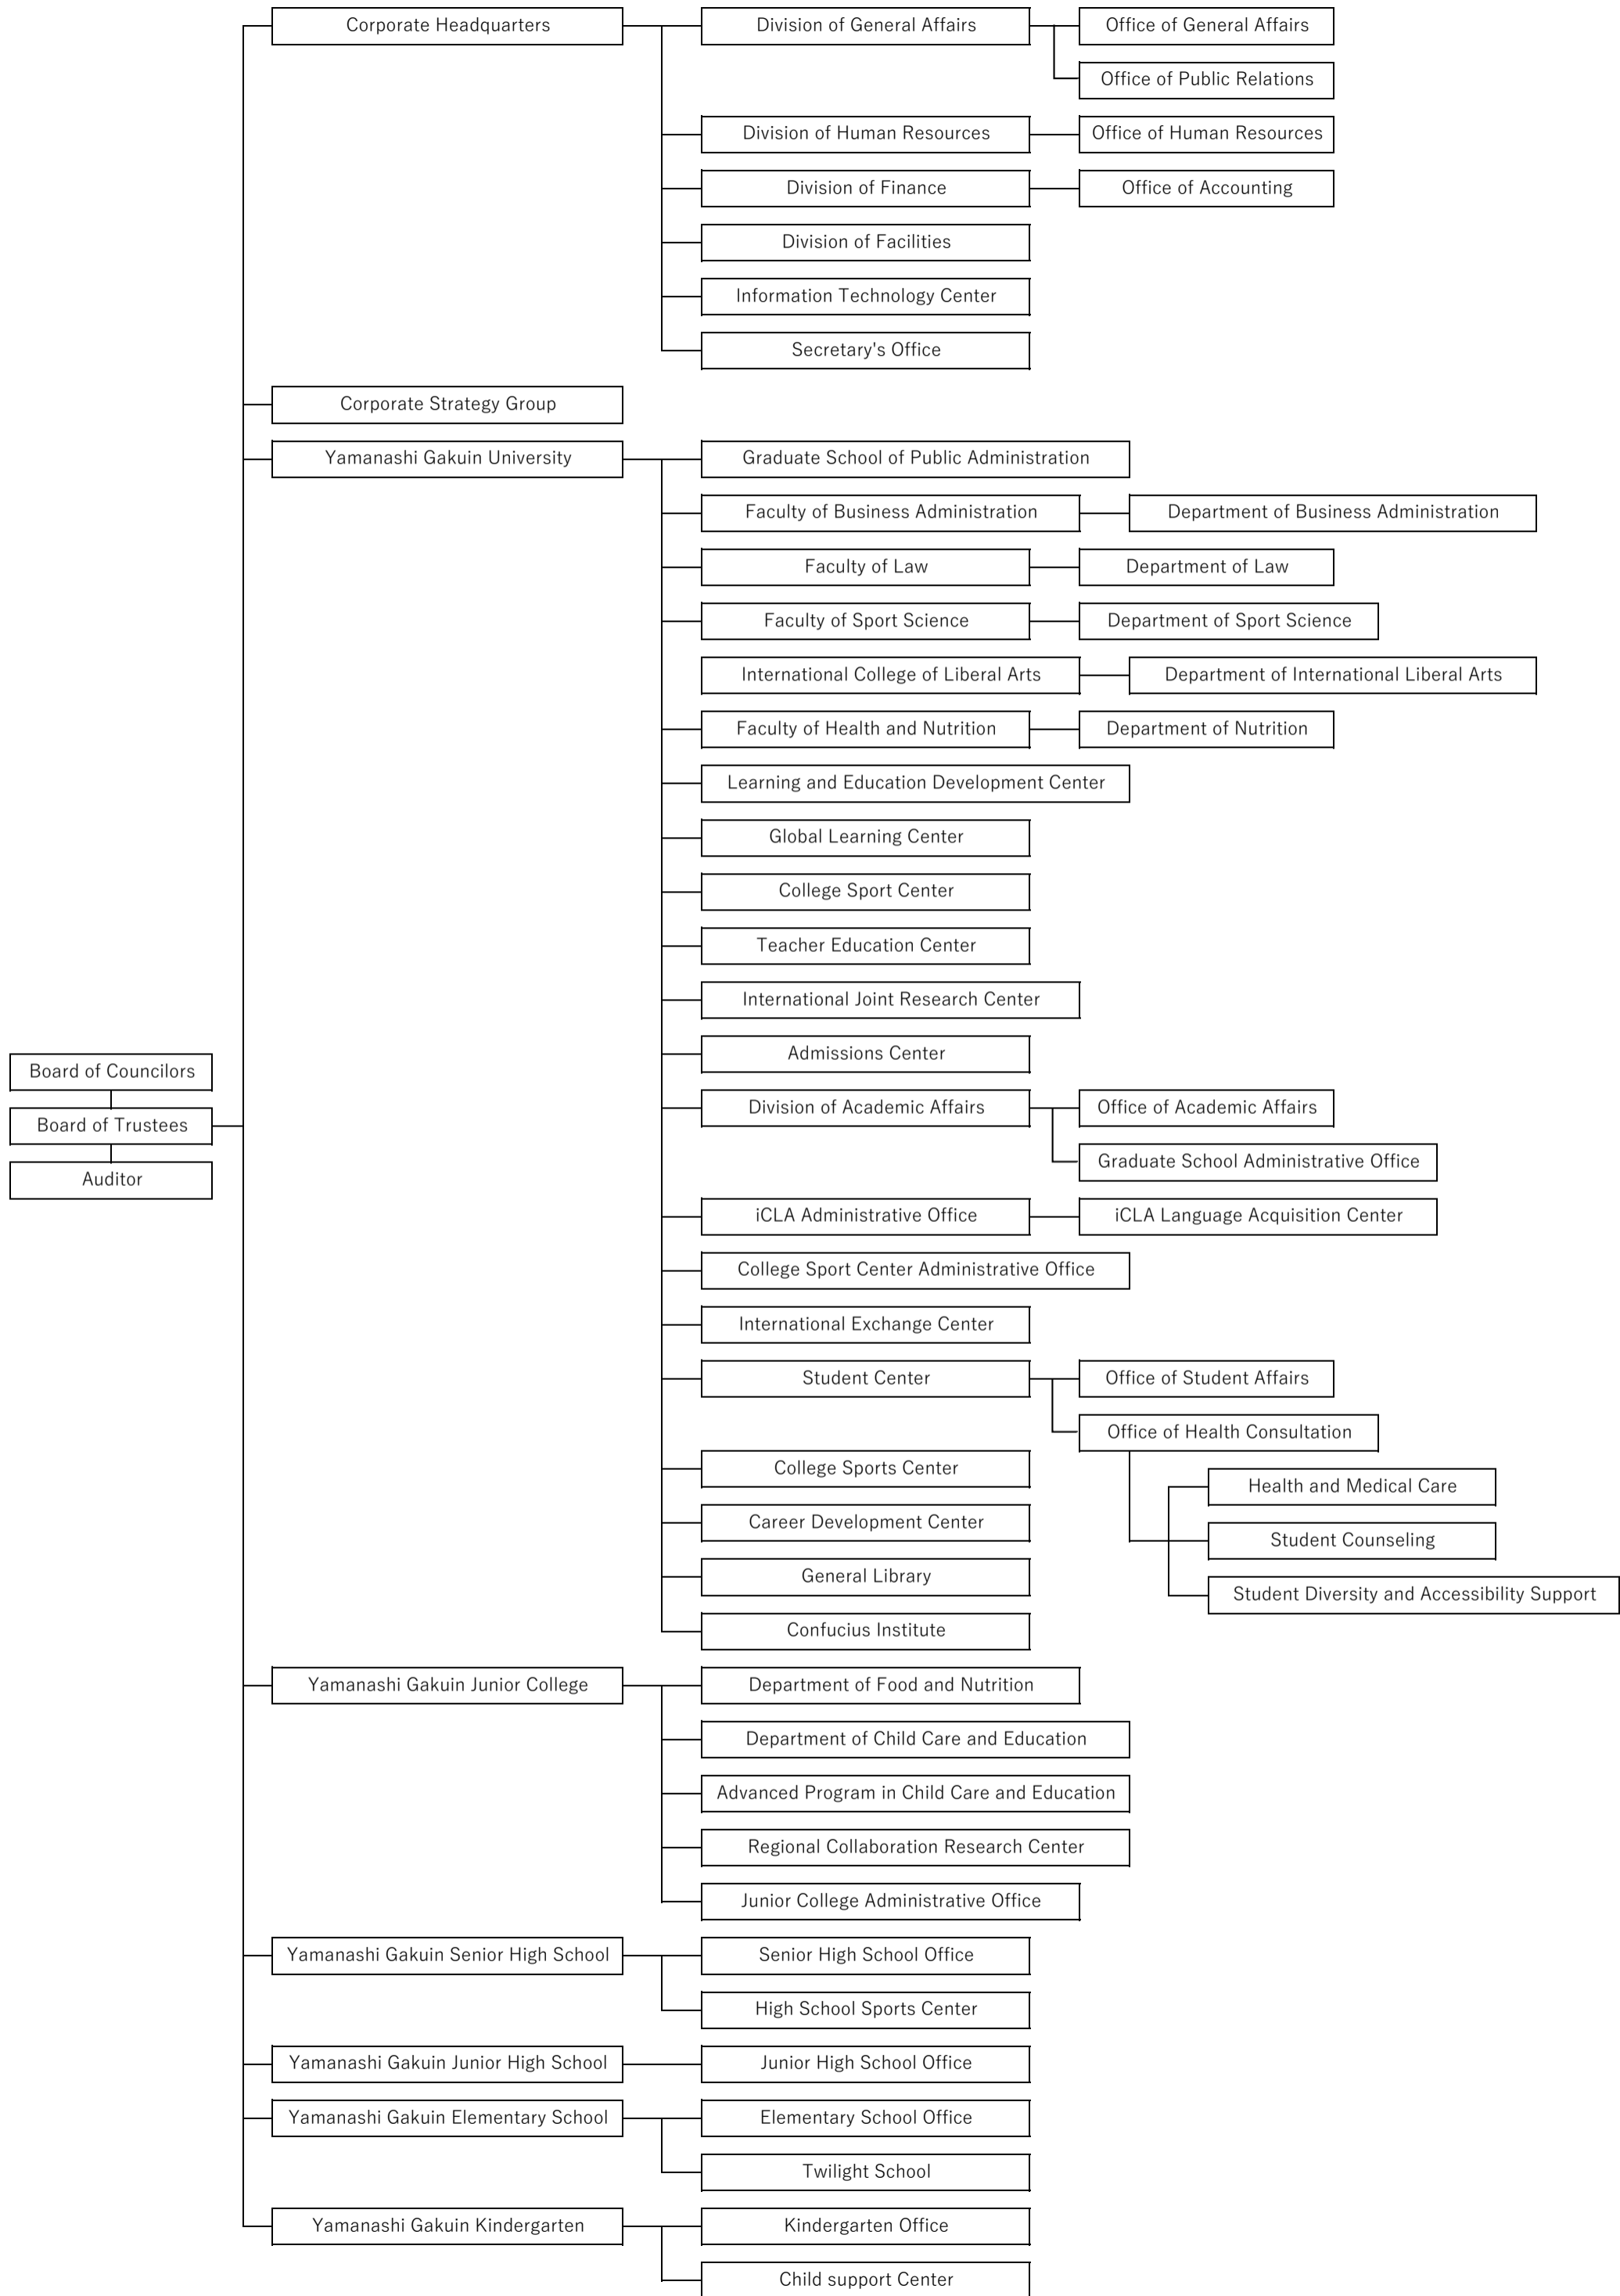 Corporate Headquarters
Division of General Affairs
Office of General Affairs
Office of Public Relations
Division of Human Resources
Office of Human Resources
Division of Finance
Office of Accounting
Division of Facilities
Information Technology Center
Secretary's Office
Corporate Strategy Group
Yamanashi Gakuin University
Graduate School of Public Administration
Faculty of Business Administration
Department of Business Administration
Faculty of Law
Department of Law
Faculty of Sport Science
Department of Sport Science
International College of Liberal Arts
Department of International Liberal Arts
Faculty of Health and Nutrition
Department of Nutrition
Learning and Education Development Center
Global Learning Center
College Sport Center
Teacher Education Center
International Joint Research Center
Admissions Center
Board of Councilors
Board of Trustees
Auditor
Division of Academic Affairs
Office of Academic Affairs
Graduate School Administrative Office
iCLA Administrative Office
iCLA Language Acquisition Center
College Sport Center Administrative Office
International Exchange Center
Student Center
Office of Student Affairs
Office of Health Consultation
Health and Medical Care
Student Counseling
Student Diversity and Accessibility Support
College Sports Center
Career Development Center
General Library
Confucius Institute
Yamanashi Gakuin Junior College
Department of Food and Nutrition
Department of Child Care and Education
Advanced Program in Child Care and Education
Regional Collaboration Research Center
Junior College Administrative Office
Yamanashi Gakuin Senior High School
Senior High School Office
High School Sports Center
Yamanashi Gakuin Junior High School
Junior High School Office
Yamanashi Gakuin Elementary School
Elementary School Office
Twilight School
Yamanashi Gakuin Kindergarten
Kindergarten Office
Child support Center